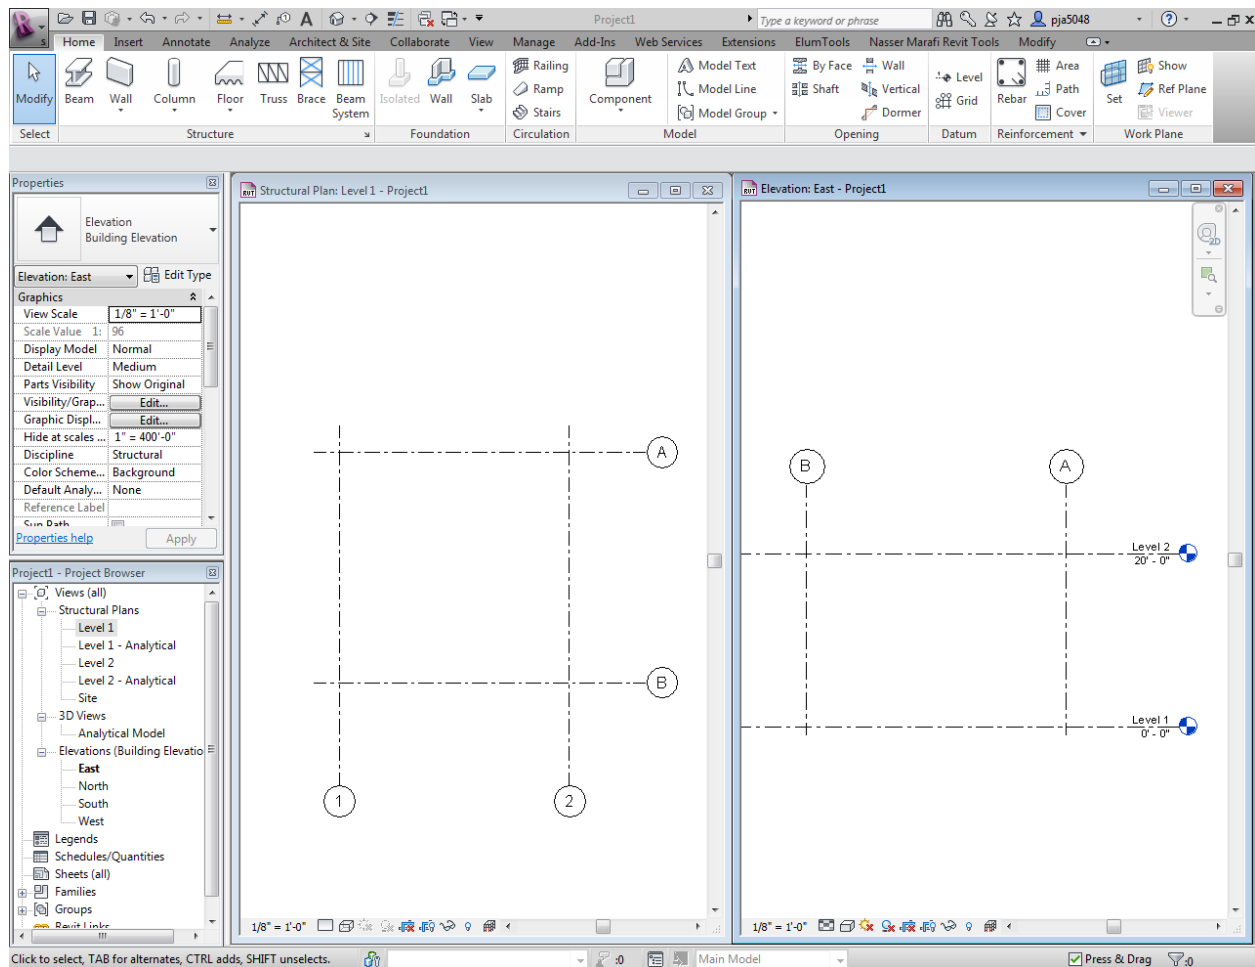 Project1
Type a keyword or phrase
pja5048
Home Insert Annotate Analyze Architect & Site Collaborate View Manage Add-Ins Web Services Extensions ElumTools Nasser Marafi Revit Tools Modify
Modify Beam Wall Column Floor Truss Brace Beam System Isolated Wall Slab
Railing
Ramp
Stairs
Component
Model Text
Model Line
Model Group
By Face
Shaft
Wall
Vertical
Dormer
Level
Grid
Rebar
Area
Path
Cover
Set
Show
Ref Plane
Viewer
Select Structure Foundation Circulation Model Opening Datum Reinforcement Work Plane
Properties
Elevation
Building Elevation
Elevation: East Edit Type
Graphics
View Scale 1/8" = 1'-0"
Scale Value 1: 96
Display Model Normal
Detail Level Medium
Parts Visibility Show Original
Visibility/Grap... Edit...
Graphic Displ... Edit...
Hide at scales ... 1" = 400'-0"
Discipline Structural
Color Scheme... Background
Default Analy... None
Reference Label
Sun Path
Properties help Apply
Project1 - Project Browser
Views (all)
Structural Plans
Level 1
Level 1 - Analytical
Level 2
Level 2 - Analytical
Site
3D Views
Analytical Model
Elevations (Building Elevatio
East
North
South
West
Legends
Schedules/Quantities
Sheets (all)
Families
Groups
Revit Links
Structural Plan: Level 1 - Project1
A
B
1 2
1/8" = 1'-0"
Elevation: East - Project1
2D
B A
Level 2
20' - 0"
Level 1
0' - 0"
1/8" = 1'-0"
Click to select, TAB for alternates, CTRL adds, SHIFT unselects.
:0
Main Model
Press & Drag
:0